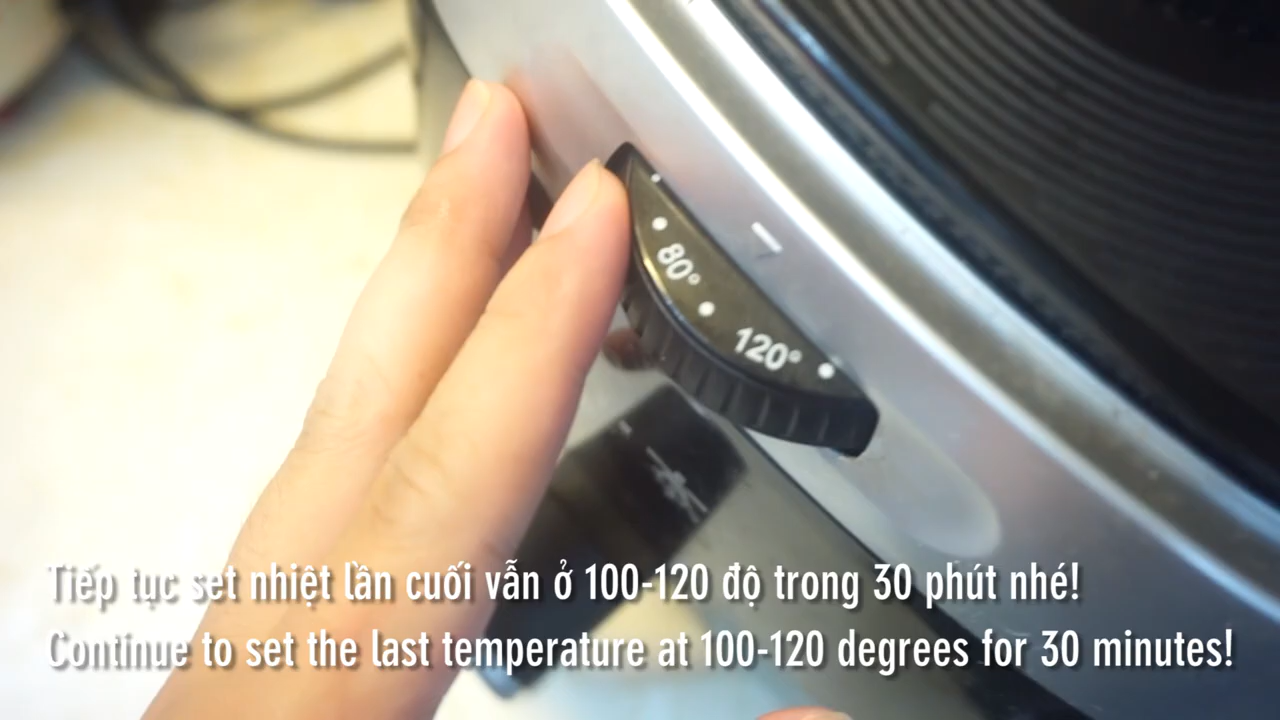 80°
120°
Tiếp tục set nhiệt lần cuối vẫn ở 100-120 độ trong 30 phút nhé!
Continue to set the last temperature at 100-120 degrees for 30 minutes!